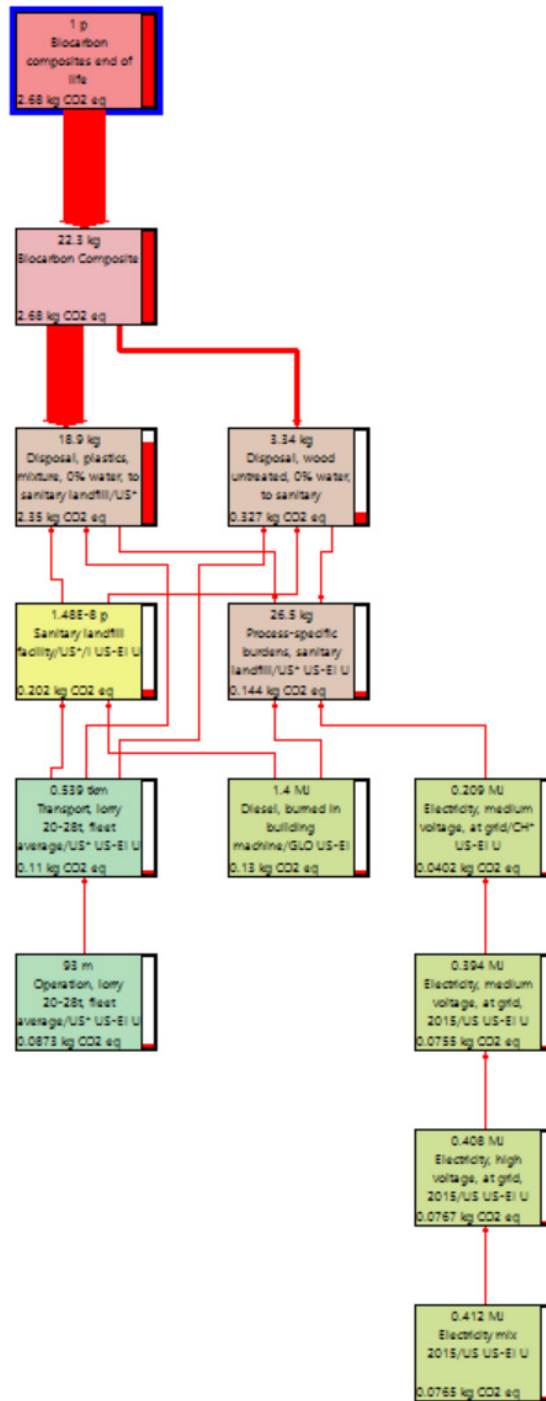 1 p
Biocarbon
composites end of
life
2.68 kg CO2 eq
22.3 kg
Biocarbon Composite
2.68 kg CO2 eq
18.9 kg
Disposal, plastics,
mixture, 0% water, to
sanitary landfill/US*
2.35 kg CO2 eq
3.34 kg
Disposal, wood
untreated, 0% water,
to sanitary
0.327 kg CO2 eq
1.48E-8 p
Sanitary landfill
facility/US*/I US-EI U
0.202 kg CO2 eq
26.5 kg
Process-specific
burdens, sanitary
landfill/US* US-EI U
0.144 kg CO2 eq
0.539 tkm
Transport, lorry
20-28t, fleet
average/US* US-EI U
0.11 kg CO2 eq
1.4 MJ
Diesel, burned in
building
machine/GLO US-EI
0.13 kg CO2 eq
0.209 MJ
Electricity, medium
voltage, at grid/CH*
US-EI U
0.0402 kg CO2 eq
93 m
Operation, lorry
20-28t, fleet
average/US* US-EI U
0.0873 kg CO2 eq
0.394 MJ
Electricity, medium
voltage, at grid,
2015/US US-EI U
0.0755 kg CO2 eq
0.408 MJ
Electricity, high
voltage, at grid,
2015/US US-EI U
0.0767 kg CO2 eq
0.412 MJ
Electricity mix
2015/US US-EI U
0.0765 kg CO2 eq